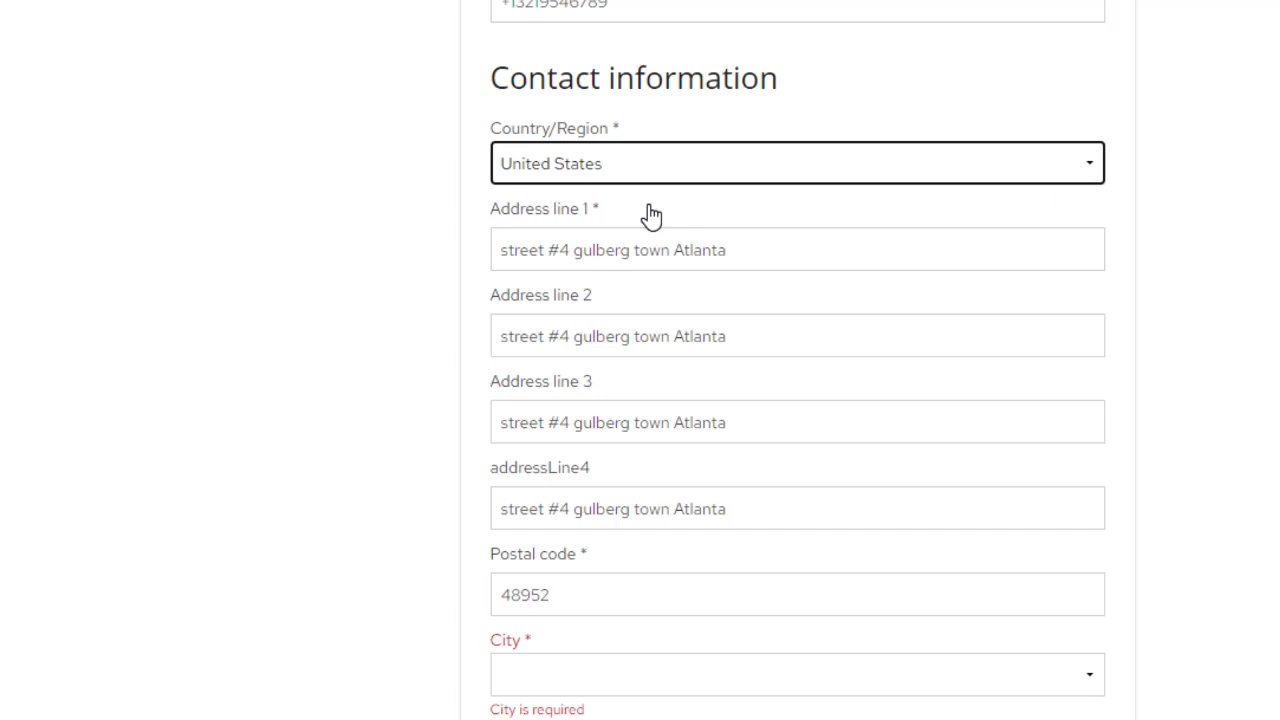 +13219546789
Contact information
Country/Region *
United States
Address line 1 *
street #4 gulberg town Atlanta
Address line 2
street #4 gulberg town Atlanta
Address line 3
street #4 gulberg town Atlanta
addressLine4
street #4 gulberg town Atlanta
Postal code *
48952
City *
City is required